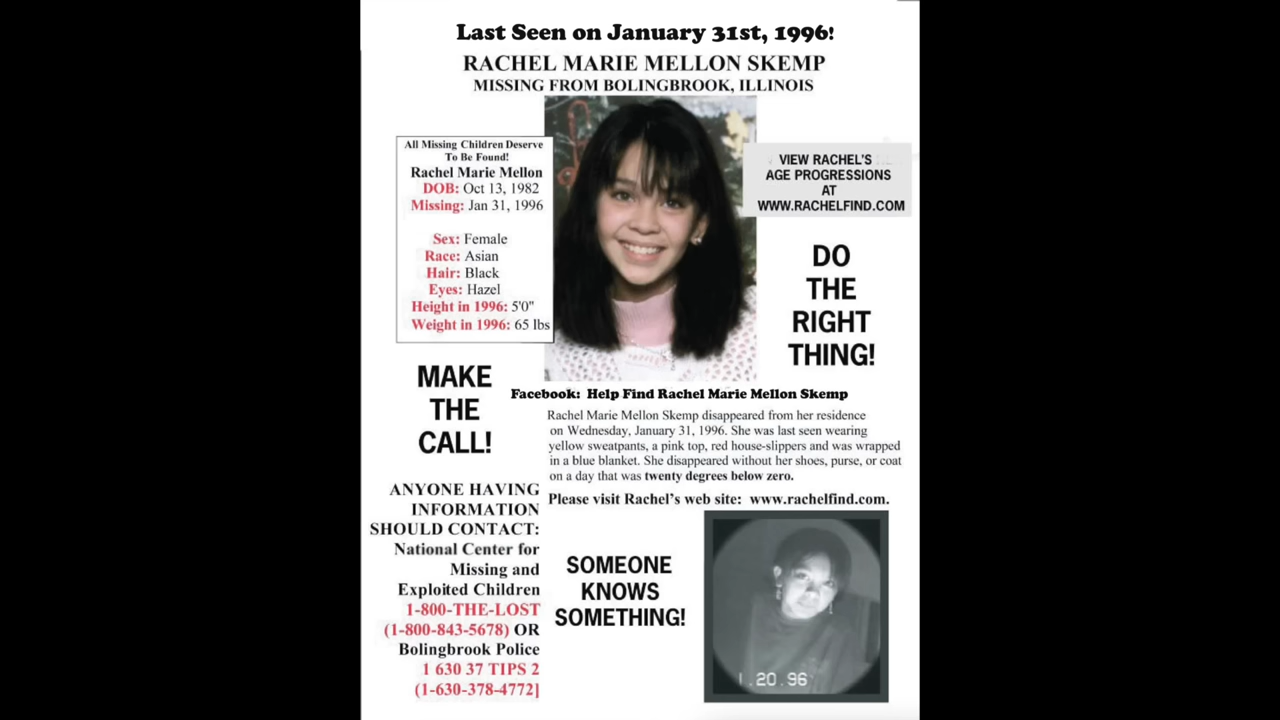 Last Seen on January 31st, 1996!
RACHEL MARIE MELLON SKEMP
MISSING FROM BOLINGBROOK, ILLINOIS
All Missing Children Deserve
To Be Found!
Rachel Marie Mellon
DOB: Oct 13, 1982
Missing: Jan 31, 1996
Sex: Female
Race: Asian
Hair: Black
Eyes: Hazel
Height in 1996: 5'0"
Weight in 1996: 65 lbs
VIEW RACHEL'S
AGE PROGRESSIONS
AT
WWW.RACHELFIND.COM
DO
THE
RIGHT
THING!
MAKE
THE
CALL!
Facebook: Help Find Rachel Marie Mellon Skemp
Rachel Marie Mellon Skemp disappeared from her residence
on Wednesday, January 31, 1996. She was last seen wearing
yellow sweatpants, a pink top, red house-slippers and was wrapped
in a blue blanket. She disappeared without her shoes, purse, or coat
on a day that was twenty degrees below zero.
Please visit Rachel's web site: www.rachelfind.com.
ANYONE HAVING
INFORMATION
SHOULD CONTACT:
National Center for
Missing and
Exploited Children
1-800-THE-LOST
(1-800-843-5678) OR
Bolingbrook Police
1 630 37 TIPS 2
(1-630-378-4772]
SOMEONE
KNOWS
SOMETHING!
1.20.96